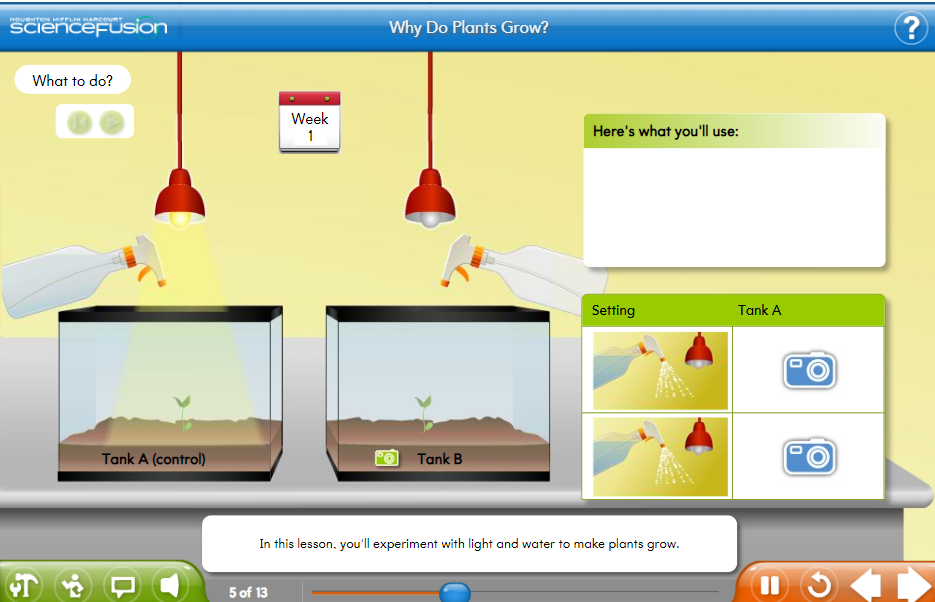 HOUGHTON MIFFLIN HARCOURT
SCIENCEFUSION
Why Do Plants Grow?
?
What to do?
Week
1
Here's what you'll use:
Setting Tank A
Tank A (control)
Tank B
In this lesson, you'll experiment with light and water to make plants grow.
5 of 13